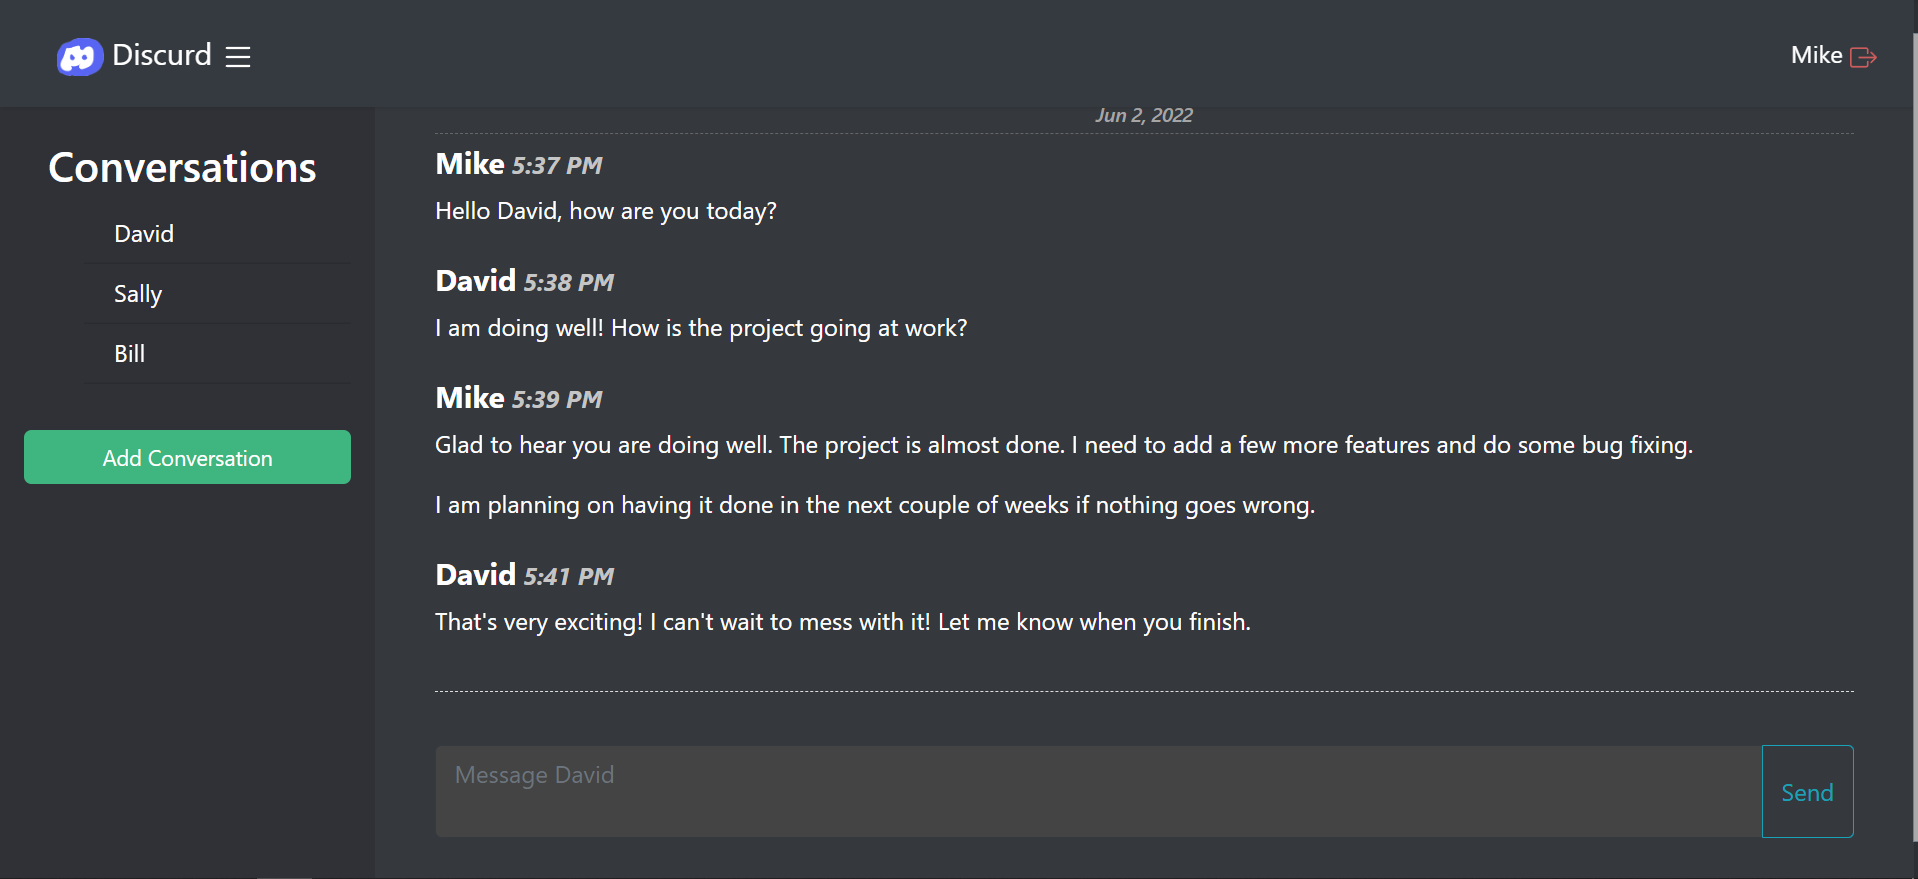 Discurd
Mike
Conversations
David
Sally
Bill
Add Conversation
Jun 2, 2022
Mike 5:37 PM
Hello David, how are you today?
David 5:38 PM
I am doing well! How is the project going at work?
Mike 5:39 PM
Glad to hear you are doing well. The project is almost done. I need to add a few more features and do some bug fixing.
I am planning on having it done in the next couple of weeks if nothing goes wrong.
David 5:41 PM
That's very exciting! I can't wait to mess with it! Let me know when you finish.
Message David
Send